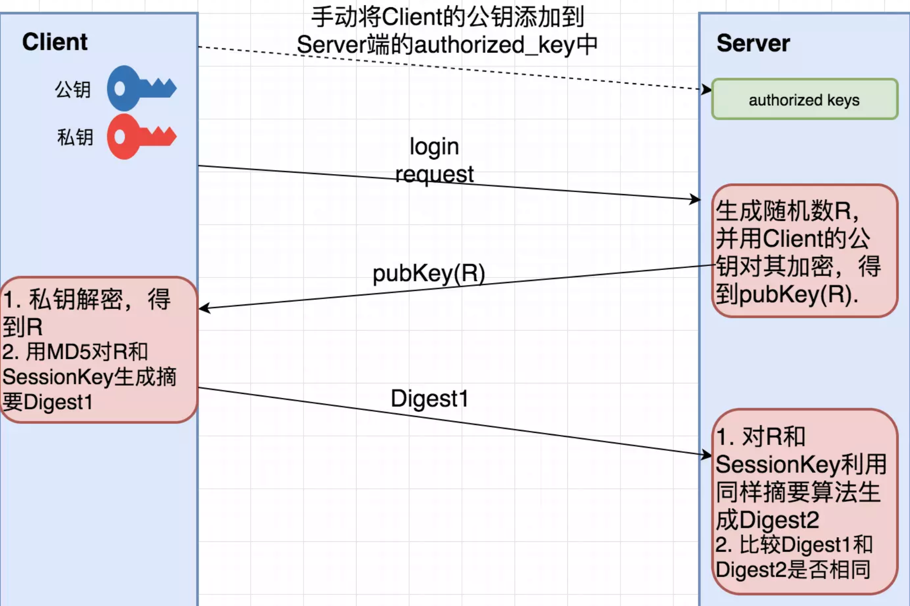 手动将Client的公钥添加到
Server端的authorized_key中
Client
公钥
私钥
Server
authorized keys
login
request
生成随机数R，
并用Client的公
钥对其加密，得
到pubKey(R).
pubKey(R)
1. 私钥解密，得
到R
2. 用MD5对R和
SessionKey生成摘
要Digest1
Digest1
1. 对R和
SessionKey利用
同样摘要算法生
成Digest2
2. 比较Digest1和
Digest2是否相同